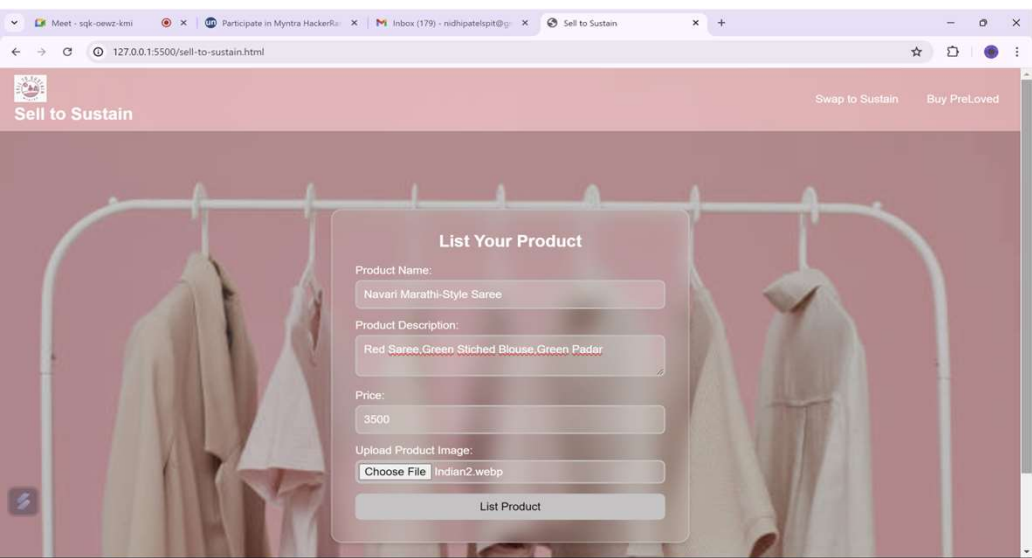 Meet - sqk-oewz-kmi
Participate in Myntra HackerRa
Inbox (179) - nidhipatelspit@g
Sell to Sustain
127.0.0.1:5500/sell-to-sustain.html
Sell to Sustain
Swap to Sustain
Buy PreLoved
List Your Product
Product Name:
Navari Marathi-Style Saree
Product Description:
Red Saree,Green Stiched Blouse,Green Padar
Price:
3500
Upload Product Image:
Choose File Indian2.webp
List Product